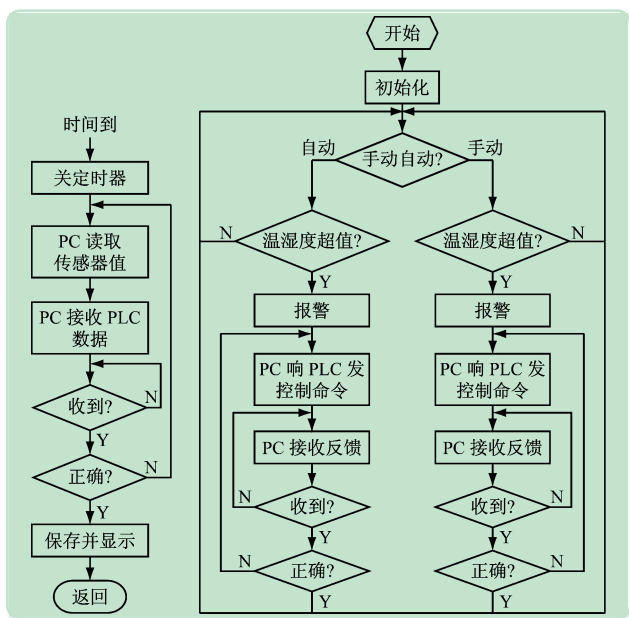 时间到
关定时器
PC 读取
传感器值
PC 接收 PLC
数据
收到?
N
Y
正确?
N
Y
保存并显示
返回
开始
初始化
手动自动?
自动
手动
温湿度超值?
N
Y
报警
PC 响 PLC 发
控制命令
PC 接收反馈
收到?
N
Y
正确?
N
Y
温湿度超值?
N
Y
报警
PC 响 PLC 发
控制命令
PC 接收反馈
收到?
N
Y
正确?
N
Y